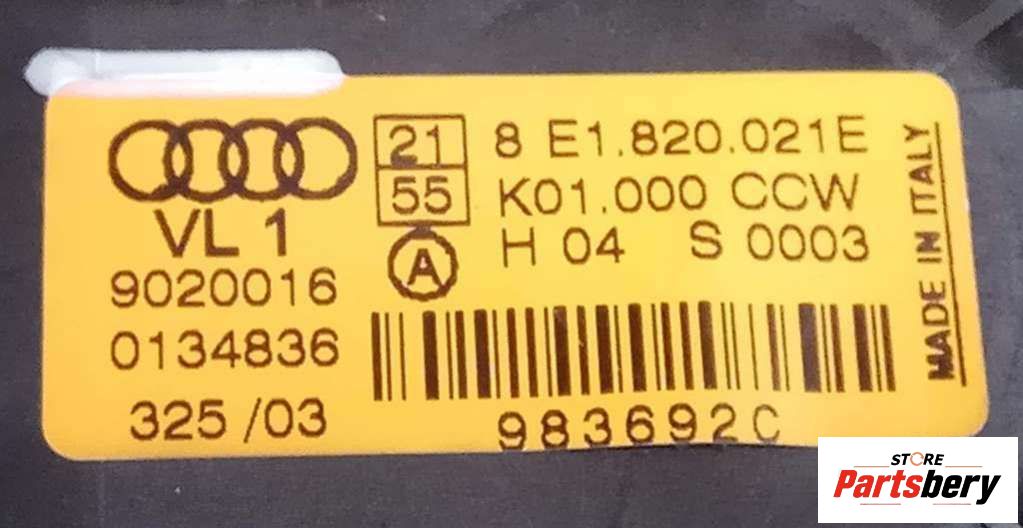 VL 1
9020016
0134836
325 /03
21
55
A
8 E1.820.021E
K01.000 CCW
H 04 S 0003
983692C
MADE IN ITALY
STORE
Partsbery